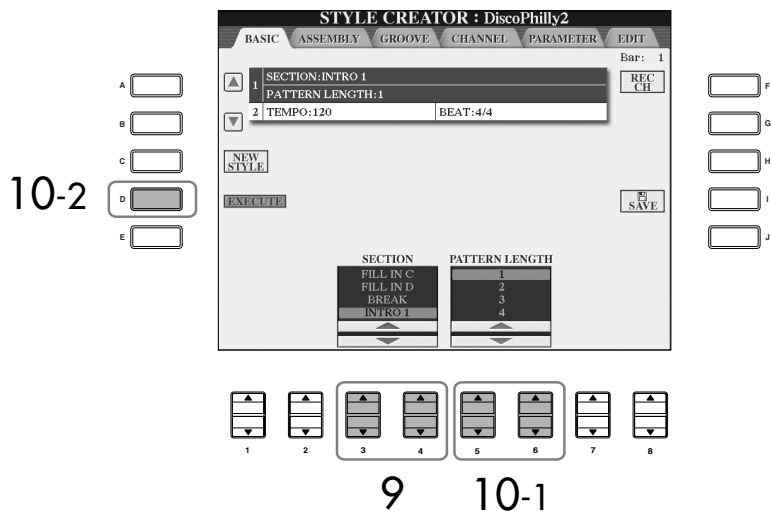 STYLE CREATOR : DiscoPhilly2
BASIC ASSEMBLY GROOVE CHANNEL PARAMETER EDIT
Bar: 1
1 SECTION:INTRO 1
PATTERN LENGTH:1
2 TEMPO:120 BEAT:4/4
REC
CH
NEW
STYLE
EXECUTE
SAVE
A
B
C
D
E
F
G
H
I
J
10-2
SECTION
FILL IN C
FILL IN D
BREAK
INTRO 1
PATTERN LENGTH
1
2
3
4
1 2 3 4 5 6 7 8
9 10-1